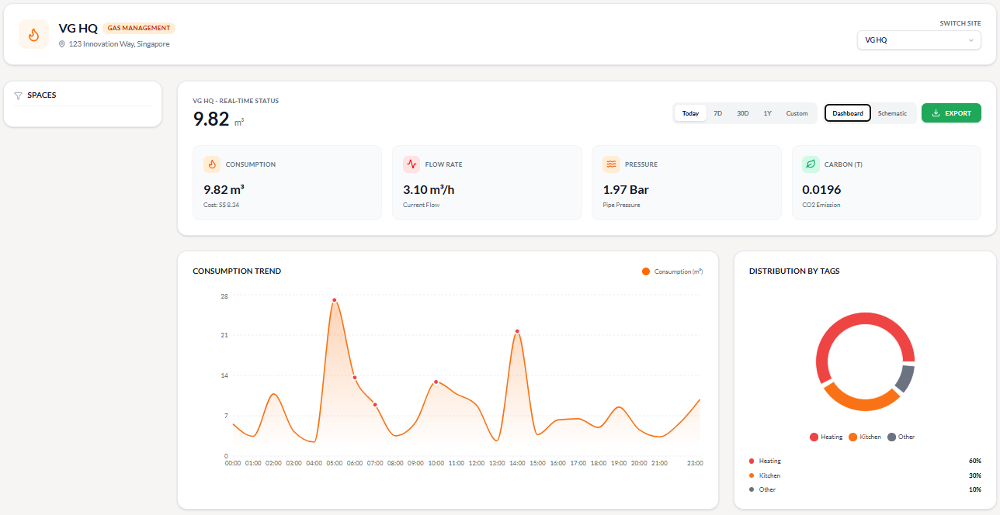 VG HQ GAS MANAGEMENT
123 Innovation Way, Singapore
SWITCH SITE
VG HQ
SPACES
VG HQ - REAL-TIME STATUS
9.82 m³
Today 7D 30D 1Y Custom Dashboard Schematic EXPORT
CONSUMPTION
9.82 m³
Cost: S$ 8.34
FLOW RATE
3.10 m³/h
Current Flow
PRESSURE
1.97 Bar
Pipe Pressure
CARBON (T)
0.0196
CO2 Emission
CONSUMPTION TREND
Consumption (m³)
28
21
14
7
0
00:00 01:00 02:00 03:00 04:00 05:00 06:00 07:00 08:00 09:00 10:00 11:00 12:00 13:00 14:00 15:00 16:00 17:00 18:00 19:00 20:00 21:00 23:00
DISTRIBUTION BY TAGS
Heating Kitchen Other
Heating 60%
Kitchen 30%
Other 10%